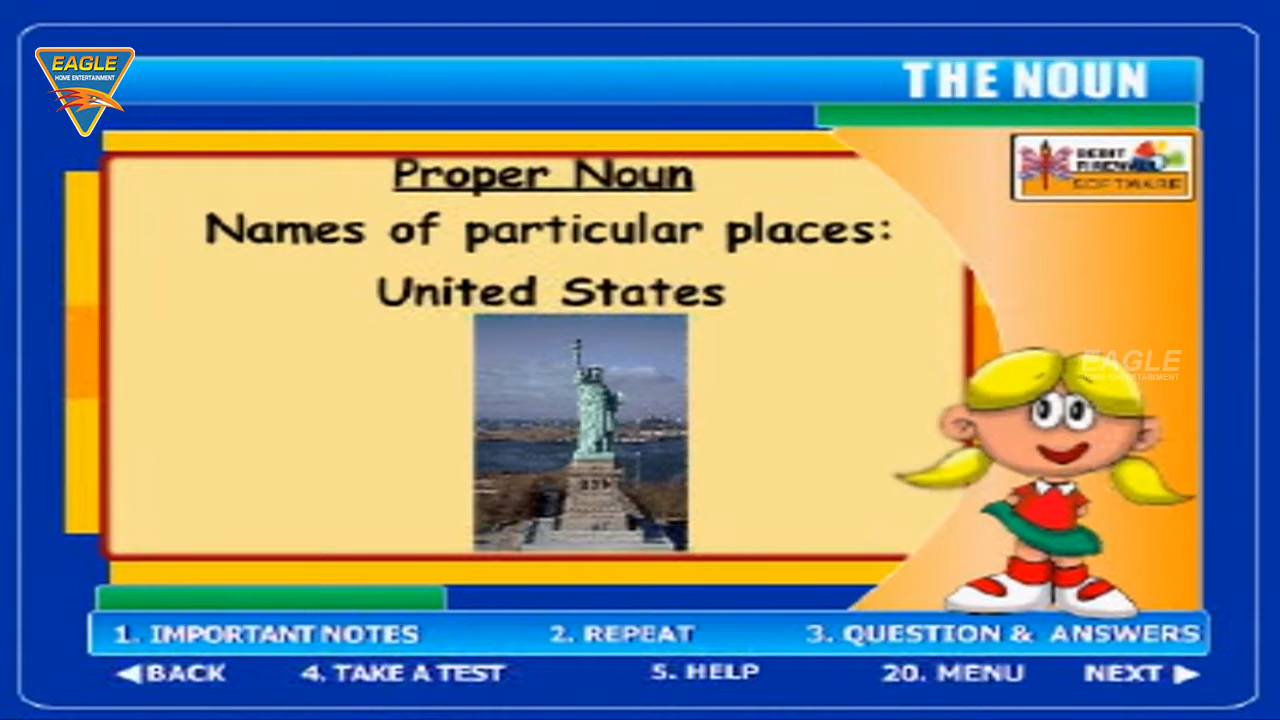 EAGLE
HOME ENTERTAINMENT
THE NOUN
SOFTWARE
Proper Noun
Names of particular places:
United States
EAGLE
HOME ENTERTAINMENT
1. IMPORTANT NOTES 2. REPEAT 3. QUESTION & ANSWERS
◀BACK 4. TAKE A TEST 5. HELP 20. MENU NEXT ▶